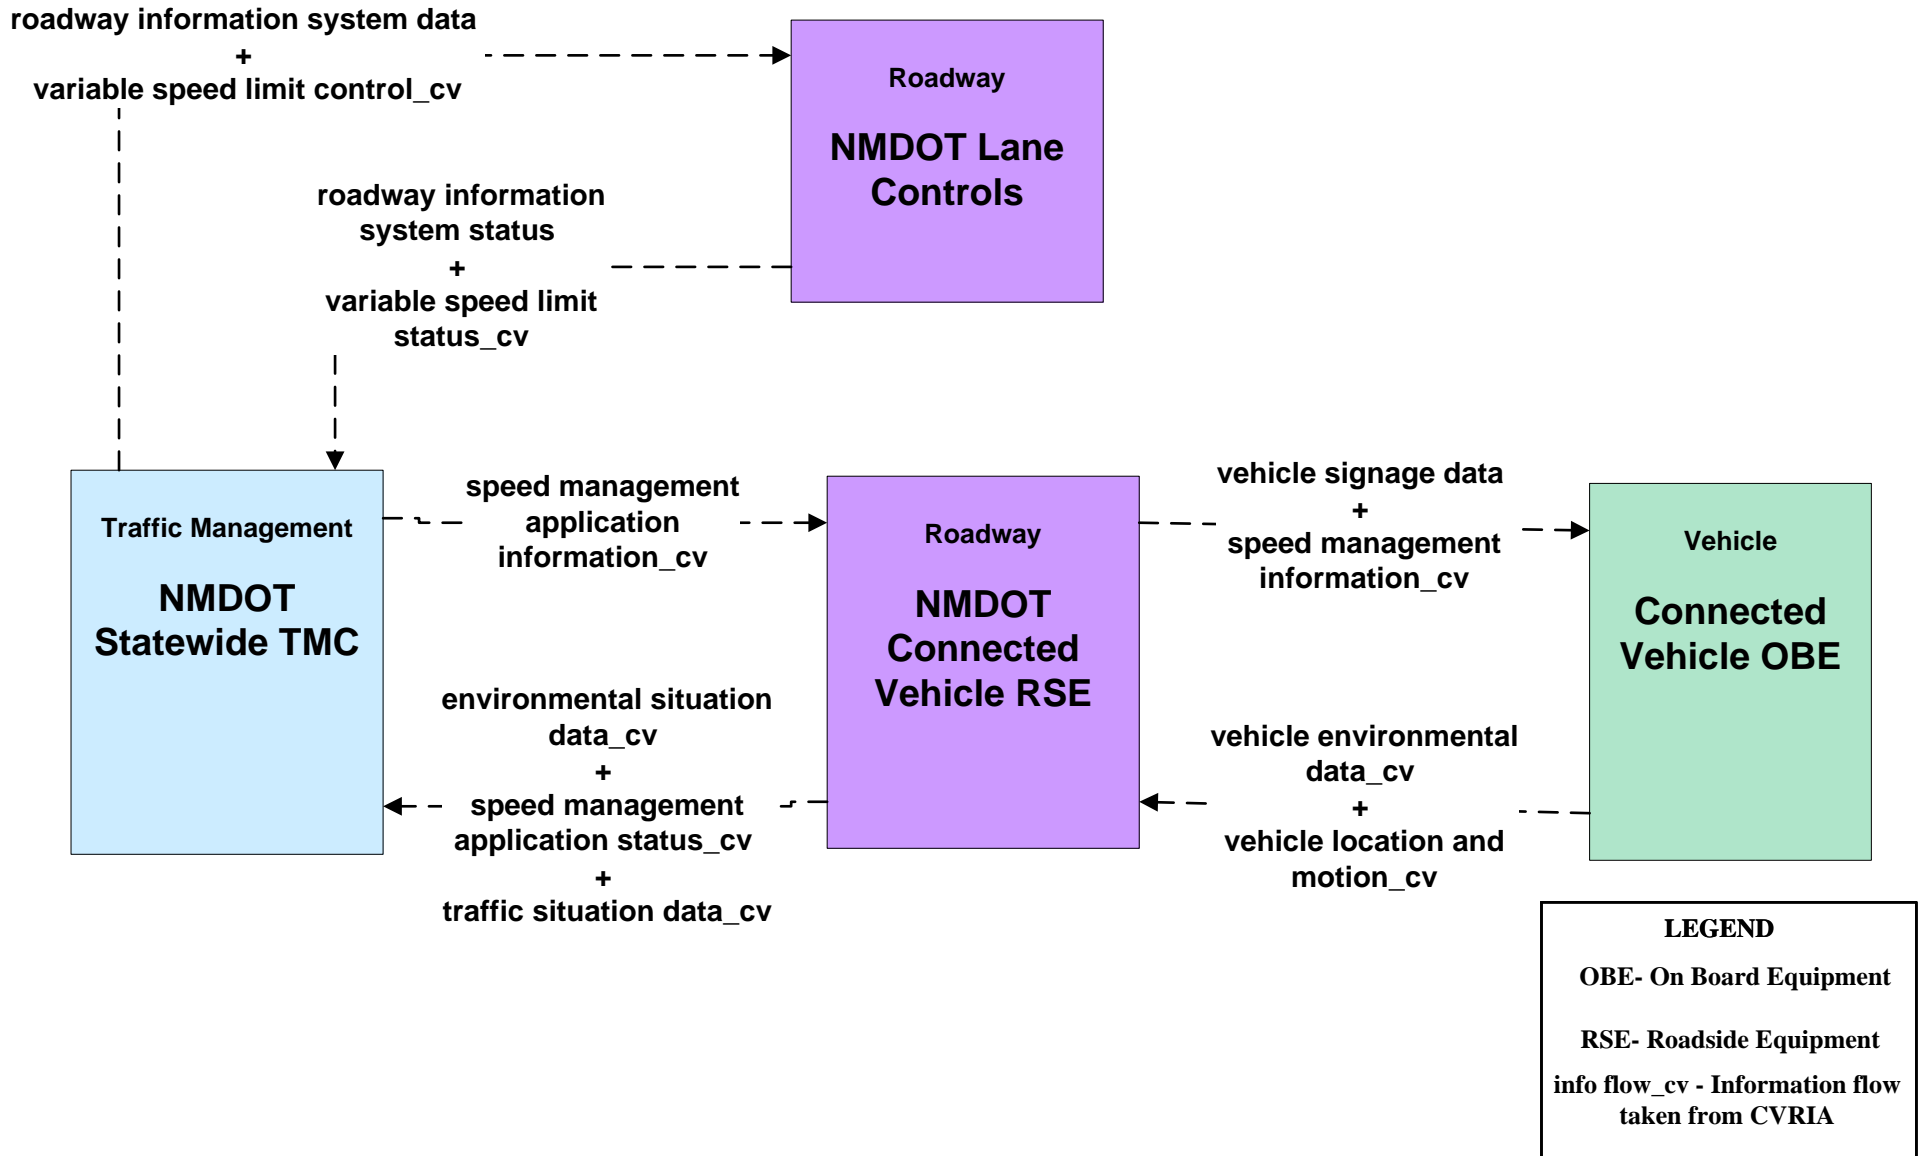 roadway information system data
+
variable speed limit control_cv
Roadway
NMDOT Lane
Controls
roadway information
system status
+
variable speed limit
status_cv
Traffic Management
NMDOT
Statewide TMC
speed management
application
information_cv
Roadway
NMDOT
Connected
Vehicle RSE
vehicle signage data
+
speed management
information_cv
Vehicle
Connected
Vehicle OBE
environmental situation
data_cv
+
speed management
application status_cv
+
traffic situation data_cv
vehicle environmental
data_cv
+
vehicle location and
motion_cv
LEGEND
OBE- On Board Equipment
RSE- Roadside Equipment
info flow_cv - Information flow
taken from CVRIA